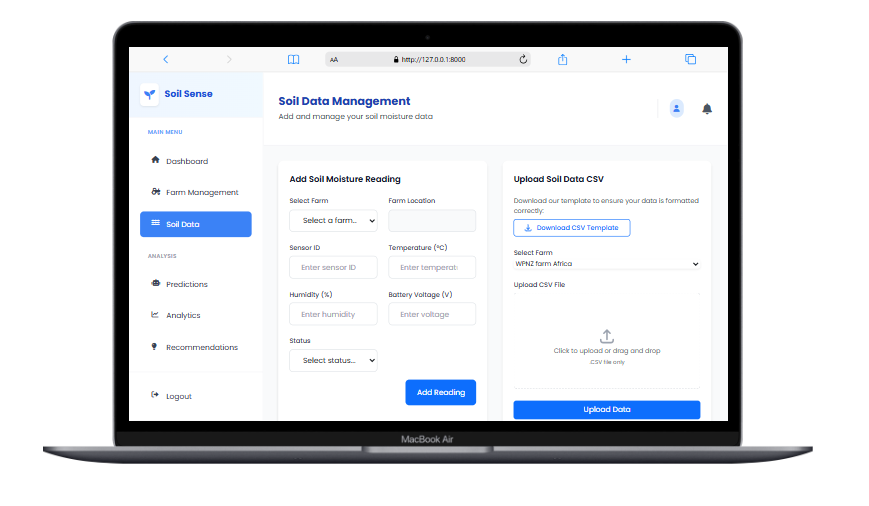 AA
http://127.0.0.1:8000
Soil Sense
MAIN MENU
Dashboard
Farm Management
Soil Data
ANALYSIS
Predictions
Analytics
Recommendations
Logout
Soil Data Management
Add and manage your soil moisture data
Add Soil Moisture Reading
Select Farm
Farm Location
Select a farm...
Sensor ID
Temperature (°C)
Enter sensor ID
Enter temperat
Humidity (%)
Battery Voltage (V)
Enter humidity
Enter voltage
Status
Select status...
Add Reading
Upload Soil Data CSV
Download our template to ensure your data is formatted
correctly:
Download CSV Template
Select Farm
WPNZ farm Africa
Upload CSV File
Click to upload or drag and drop
CSV file only
Upload Data
MacBook Air